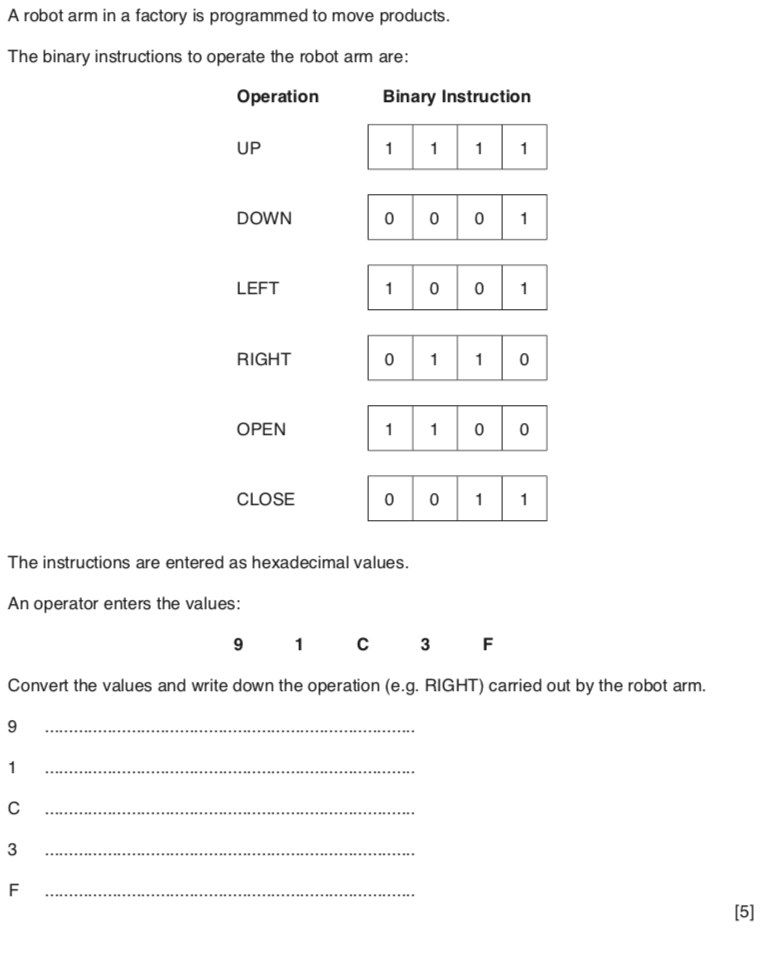 A robot arm in a factory is programmed to move products.
The binary instructions to operate the robot arm are:
Operation Binary Instruction
UP 1 1 1 1
DOWN 0 0 0 1
LEFT 1 0 0 1
RIGHT 0 1 1 0
OPEN 1 1 0 0
CLOSE 0 0 1 1
The instructions are entered as hexadecimal values.
An operator enters the values:
9 1 C 3 F
Convert the values and write down the operation (e.g. RIGHT) carried out by the robot arm.
9 ..........................................................................
1 ..........................................................................
C ..........................................................................
3 ..........................................................................
F ..........................................................................
[5]